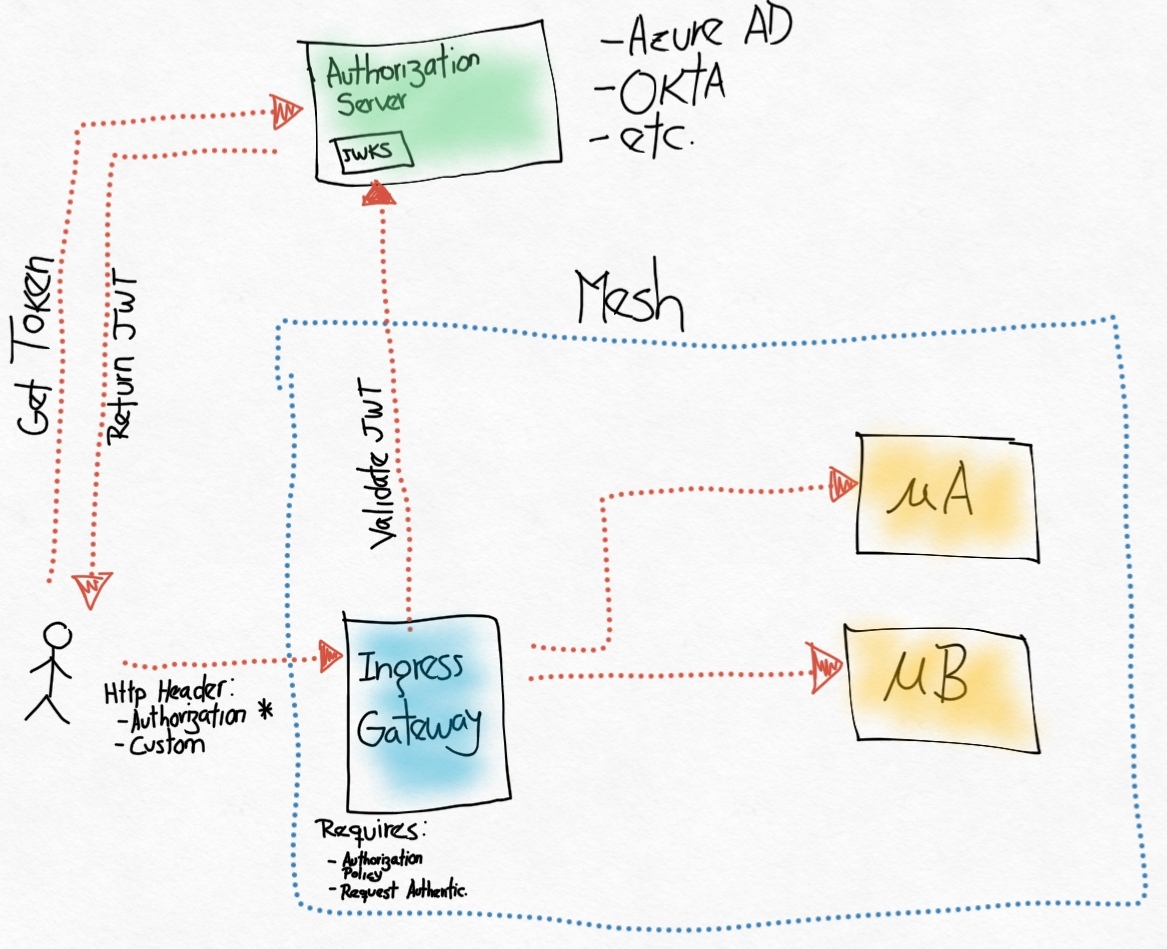 Authorization
Server
JWKS
-Azure AD
-OKTA
-etc.
Get Token
Return JWT
Mesh
Validate JWT
μA
Http Header:
-Authorization *
-Custom
Ingress
Gateway
μB
Requires:
- Authorization
Policy
- Request Authentic.